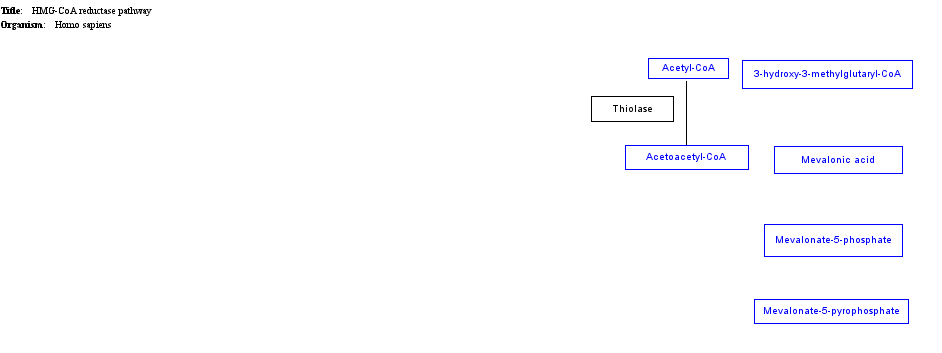 Title: HMG-CoA reductase pathway
Organism: Homo sapiens
Acetyl-CoA
3-hydroxy-3-methylglutaryl-CoA
Thiolase
Acetoacetyl-CoA
Mevalonic acid
Mevalonate-5-phosphate
Mevalonate-5-pyrophosphate